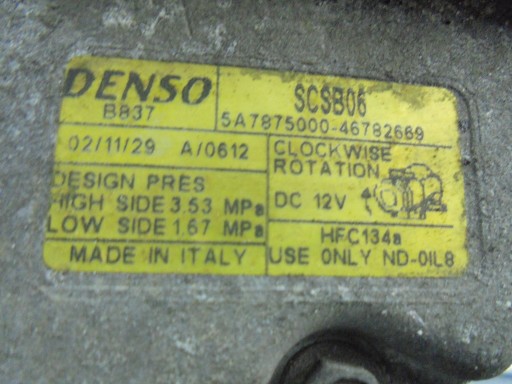 DENSO
B837
SCSB06
5A7875000-46782669
02/11/29 A/0612
CLOCKWISE
ROTATION
DESIGN PRES
HIGH SIDE 3.53 MPa
LOW SIDE 1.67 MPa
DC 12V
HFC134a
MADE IN ITALY
USE ONLY ND-OIL8